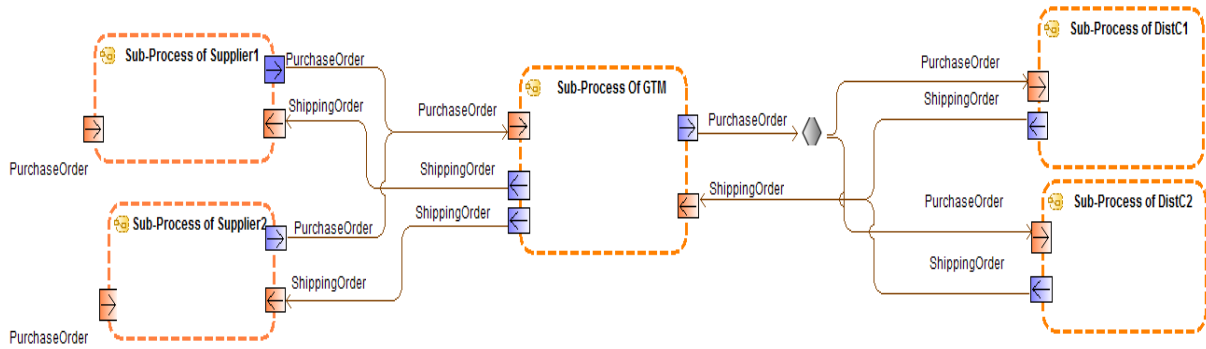 Sub-Process of Supplier1
PurchaseOrder
ShippingOrder
PurchaseOrder
Sub-Process of Supplier2
PurchaseOrder
ShippingOrder
PurchaseOrder
Sub-Process Of GTM
PurchaseOrder
ShippingOrder
ShippingOrder
PurchaseOrder
ShippingOrder
Sub-Process of DistC1
PurchaseOrder
ShippingOrder
Sub-Process of DistC2
PurchaseOrder
ShippingOrder